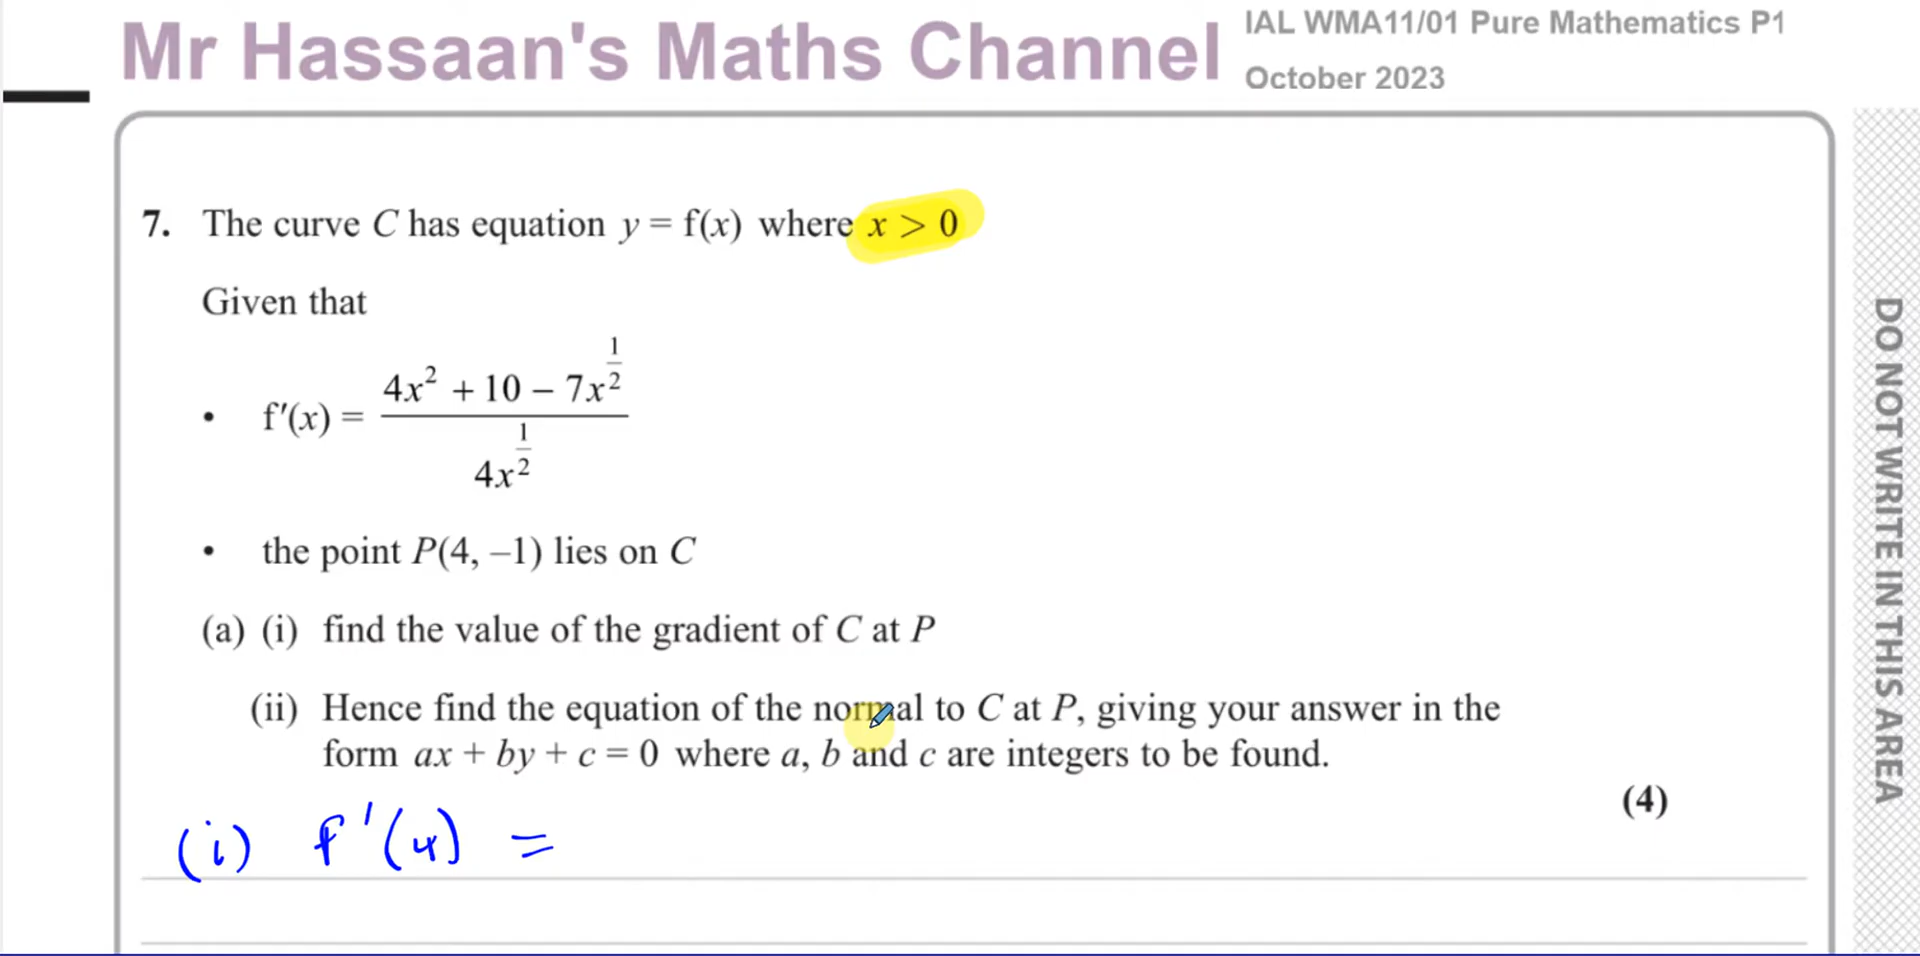 Mr Hassaan's Maths Channel
IAL WMA11/01 Pure Mathematics P1
October 2023
7. The curve C has equation y = f(x) where x > 0
Given that
• f′(x) = (4x² + 10 − 7x^(1/2)) / (4x^(1/2))
• the point P(4, –1) lies on C
(a) (i) find the value of the gradient of C at P
(ii) Hence find the equation of the normal to C at P, giving your answer in the
form ax + by + c = 0 where a, b and c are integers to be found.
(4)
(i) f'(4) =
DO NOT WRITE IN THIS AREA